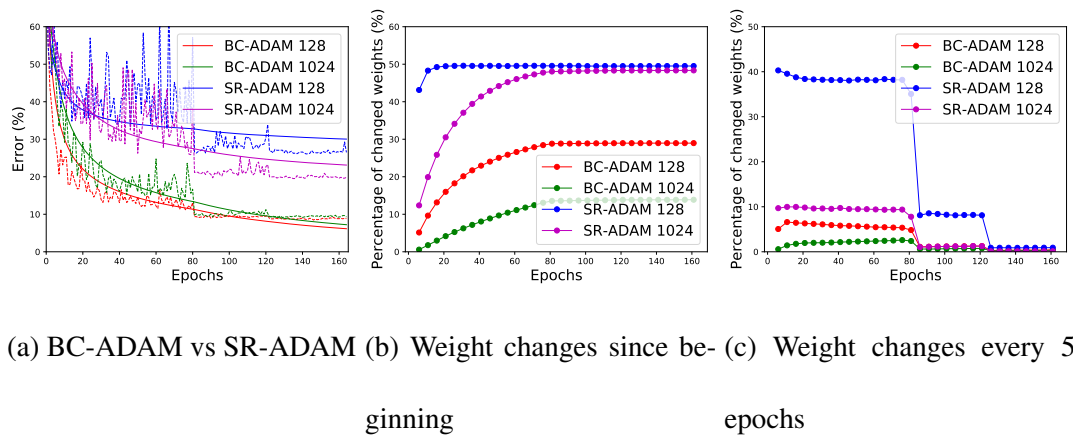 60
50
40
30
20
10
0
Error (%)
0 20 40 60 80 100 120 140 160
Epochs
BC-ADAM 128
BC-ADAM 1024
SR-ADAM 128
SR-ADAM 1024
60
50
40
30
20
10
0
Percentage of changed weights (%)
0 20 40 60 80 100 120 140 160
Epochs
BC-ADAM 128
BC-ADAM 1024
SR-ADAM 128
SR-ADAM 1024
50
40
30
20
10
0
Percentage of changed weights (%)
0 20 40 60 80 100 120 140 160
Epochs
BC-ADAM 128
BC-ADAM 1024
SR-ADAM 128
SR-ADAM 1024
(a) BC-ADAM vs SR-ADAM
(b) Weight changes since be-
ginning
(c) Weight changes every 5
epochs